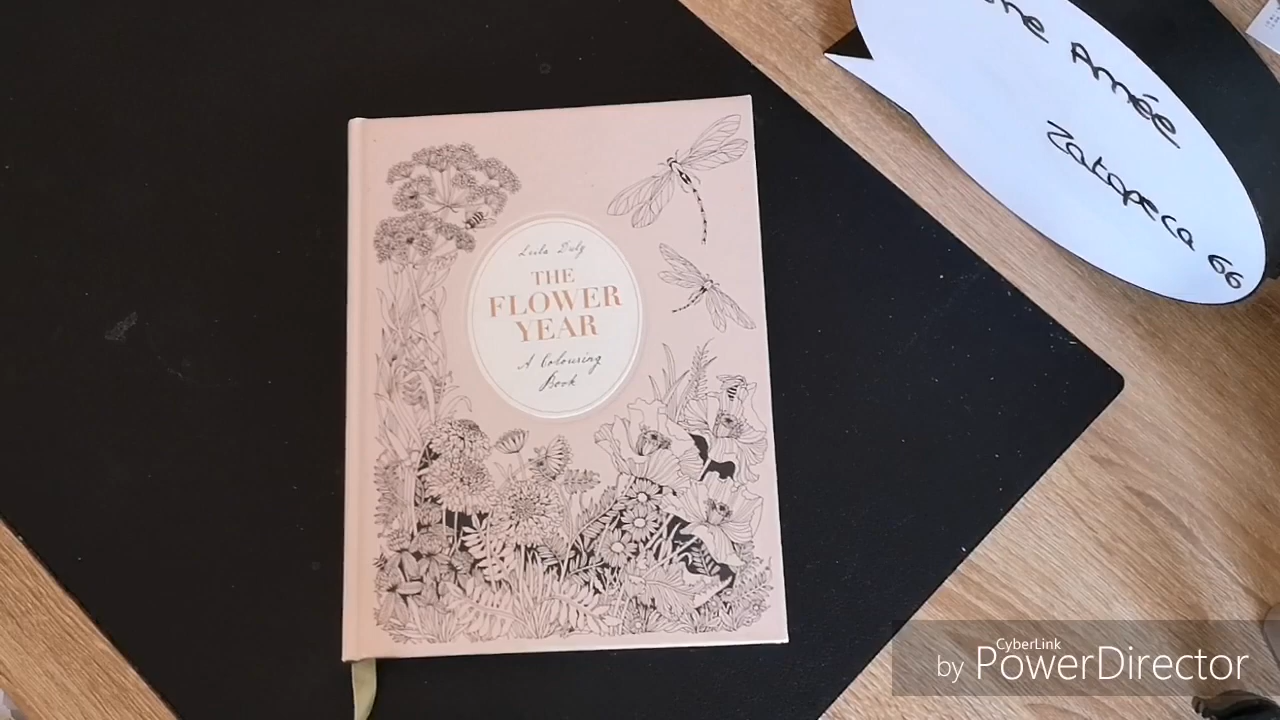 Leila Duly
THE
FLOWER
YEAR
A Colouring
Book
Année
Zatopeca 66
CyberLink
by PowerDirector